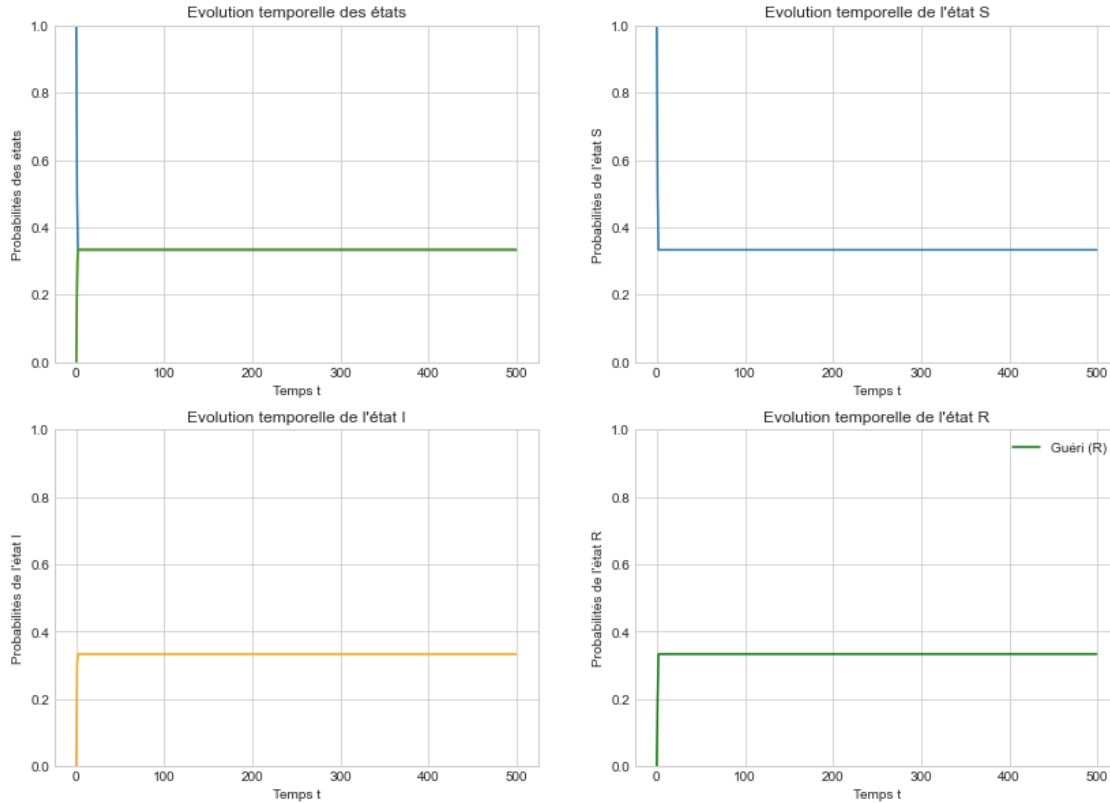 Evolution temporelle des états
1.0
0.8
0.6
0.4
0.2
0.0
Probabilités des états
0 100 200 300 400 500
Temps t
Evolution temporelle de l'état S
1.0
0.8
0.6
0.4
0.2
0.0
Probabilités de l'état S
0 100 200 300 400 500
Temps t
Evolution temporelle de l'état I
1.0
0.8
0.6
0.4
0.2
0.0
Probabilités de l'état I
0 100 200 300 400 500
Temps t
Evolution temporelle de l'état R
Guéri (R)
1.0
0.8
0.6
0.4
0.2
0.0
Probabilités de l'état R
0 100 200 300 400 500
Temps t